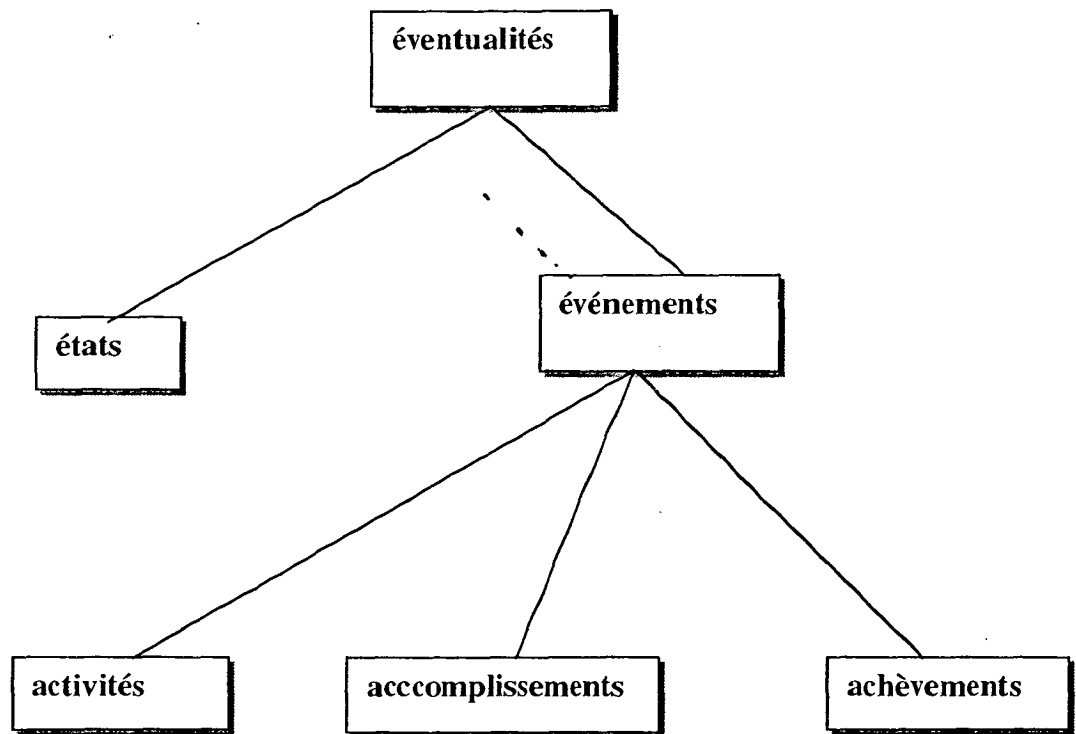 éventualités
événements
états
activités
acccomplissements
achèvements